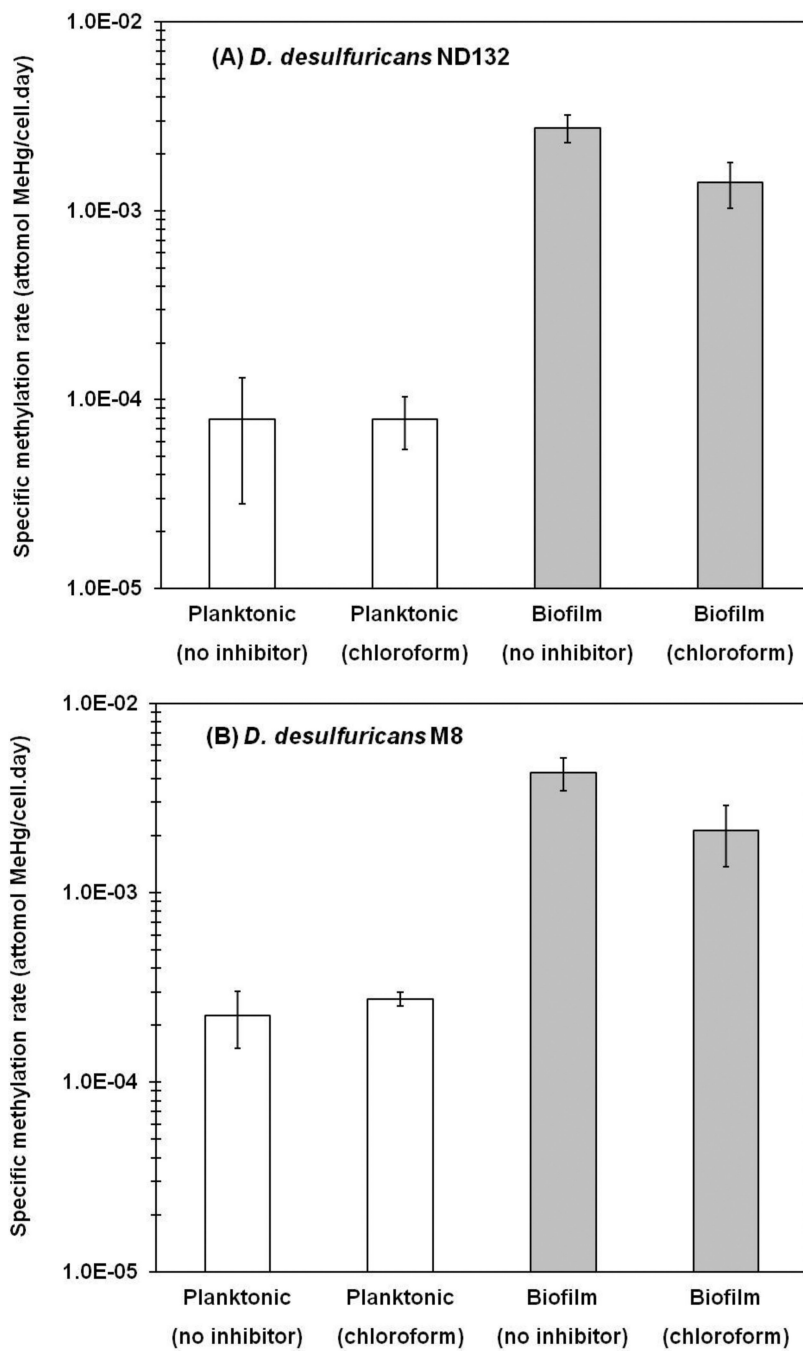 (A) D. desulfuricans ND132
Specific methylation rate (attomol MeHg/cell.day)
1.0E-02
1.0E-03
1.0E-04
1.0E-05
Planktonic Planktonic Biofilm Biofilm
(no inhibitor) (chloroform) (no inhibitor) (chloroform)
(B) D. desulfuricans M8
Specific methylation rate (attomol MeHg/cell.day)
1.0E-02
1.0E-03
1.0E-04
1.0E-05
Planktonic Planktonic Biofilm Biofilm
(no inhibitor) (chloroform) (no inhibitor) (chloroform)